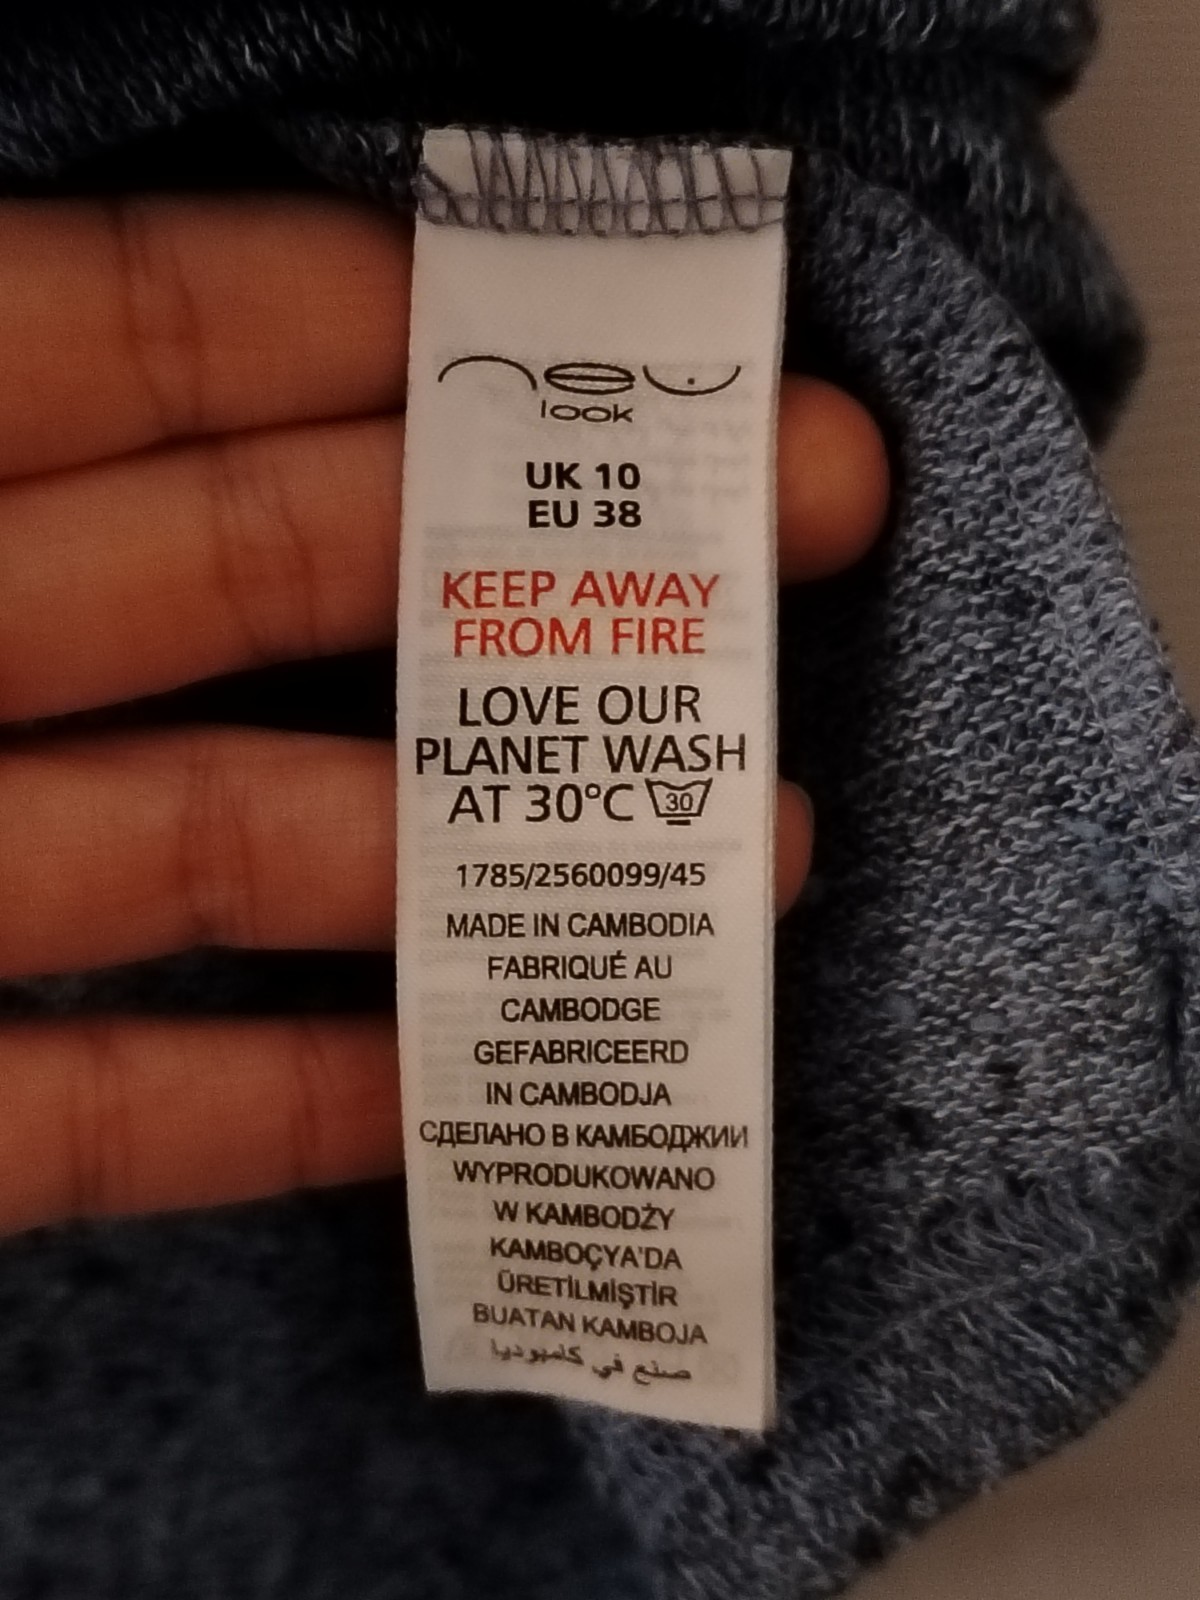 new
look
UK 10
EU 38
KEEP AWAY
FROM FIRE
LOVE OUR
PLANET WASH
AT 30°C 30
1785/2560099/45
MADE IN CAMBODIA
FABRIQUÉ AU
CAMBODGE
GEFABRICEERD
IN CAMBODJA
СДЕЛАНО В КАМБОДЖИИ
WYPRODUKOWANO
W KAMBODŻY
KAMBOÇYA'DA
ÜRETİLMİŞTİR
BUATAN KAMBOJA
صنع في كامبوديا